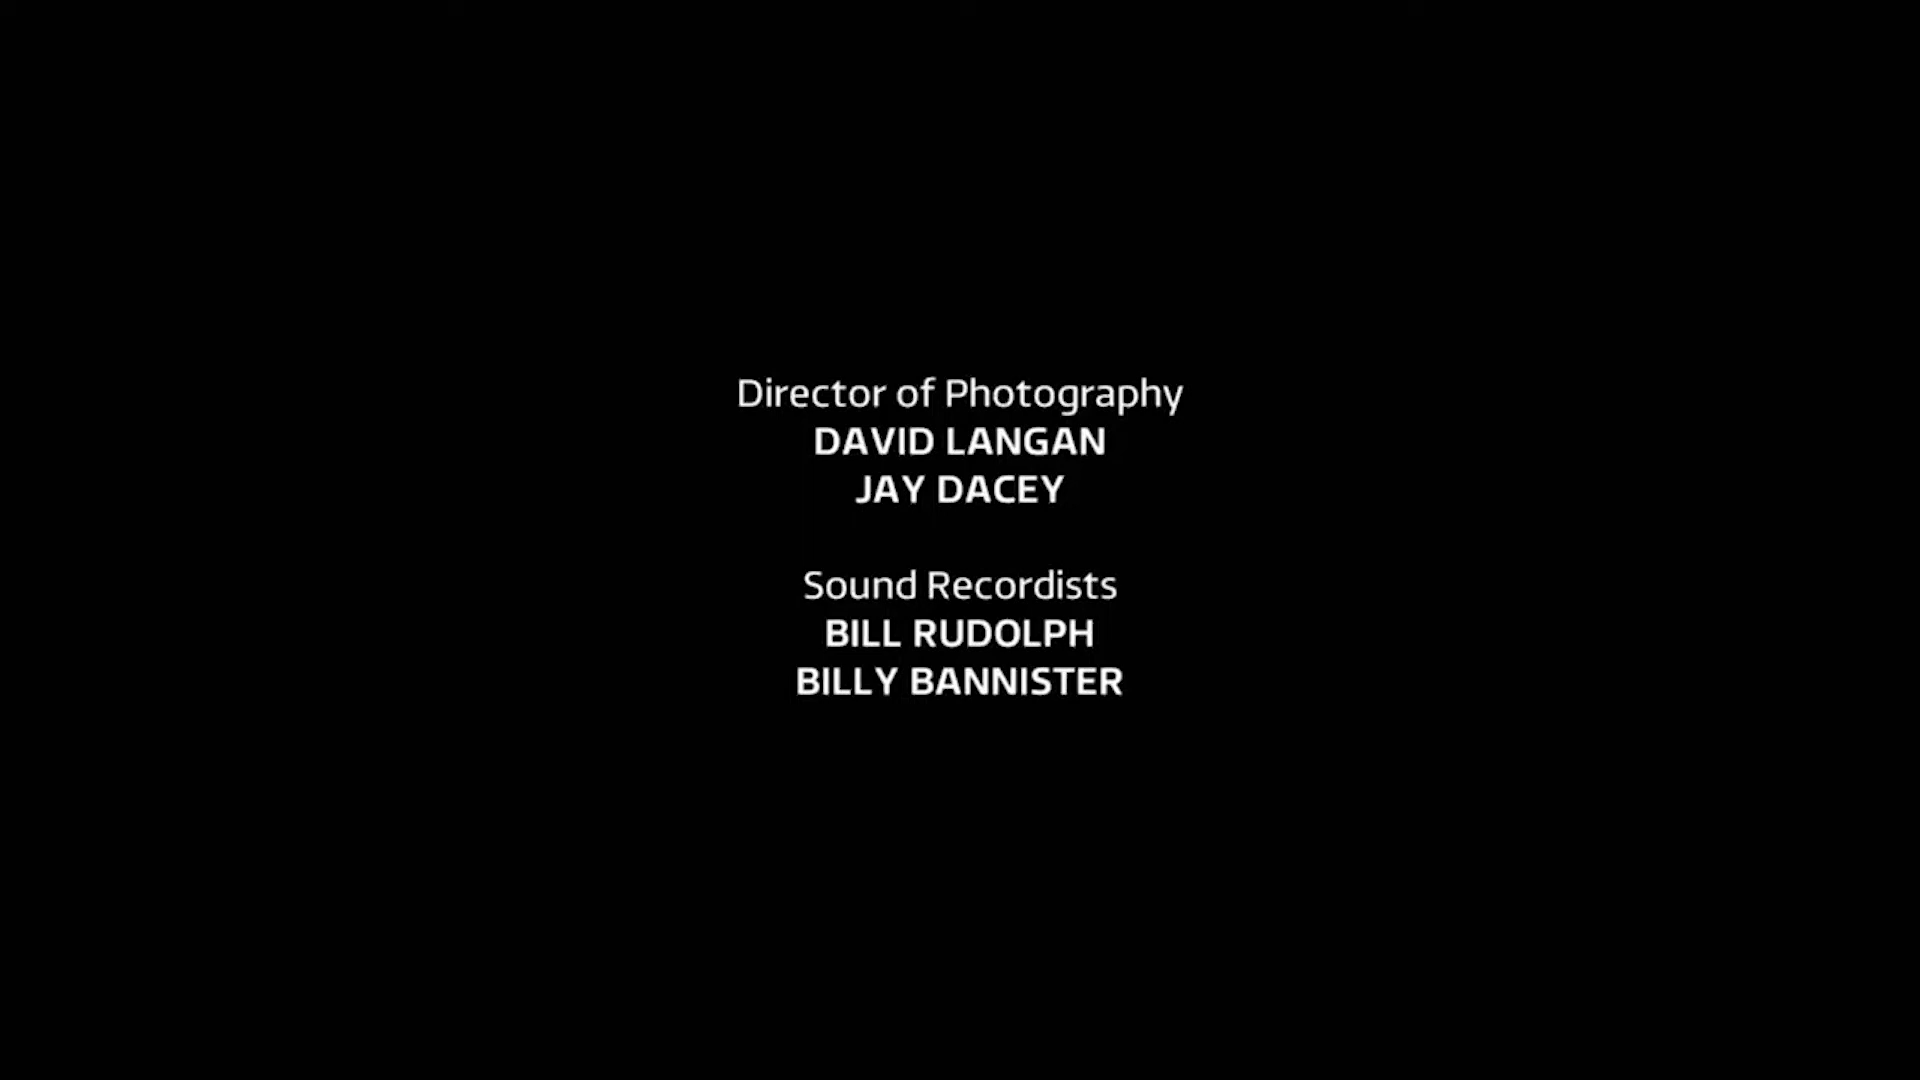 Director of Photography
DAVID LANGAN
JAY DACEY
Sound Recordists
BILL RUDOLPH
BILLY BANNISTER